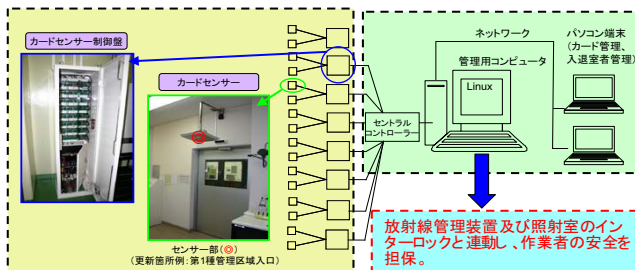 カードセンサー制御盤
カードセンサー
センサー部(◎)
(更新箇所例:第1種管理区域入口)
セントラル
コントローラー
ネットワーク
管理用コンピュータ
Linux
パソコン端末
(カード管理、
入退室者管理)
放射線管理装置及び照射室のイン
ターロックと連動し、作業者の安全を
担保。